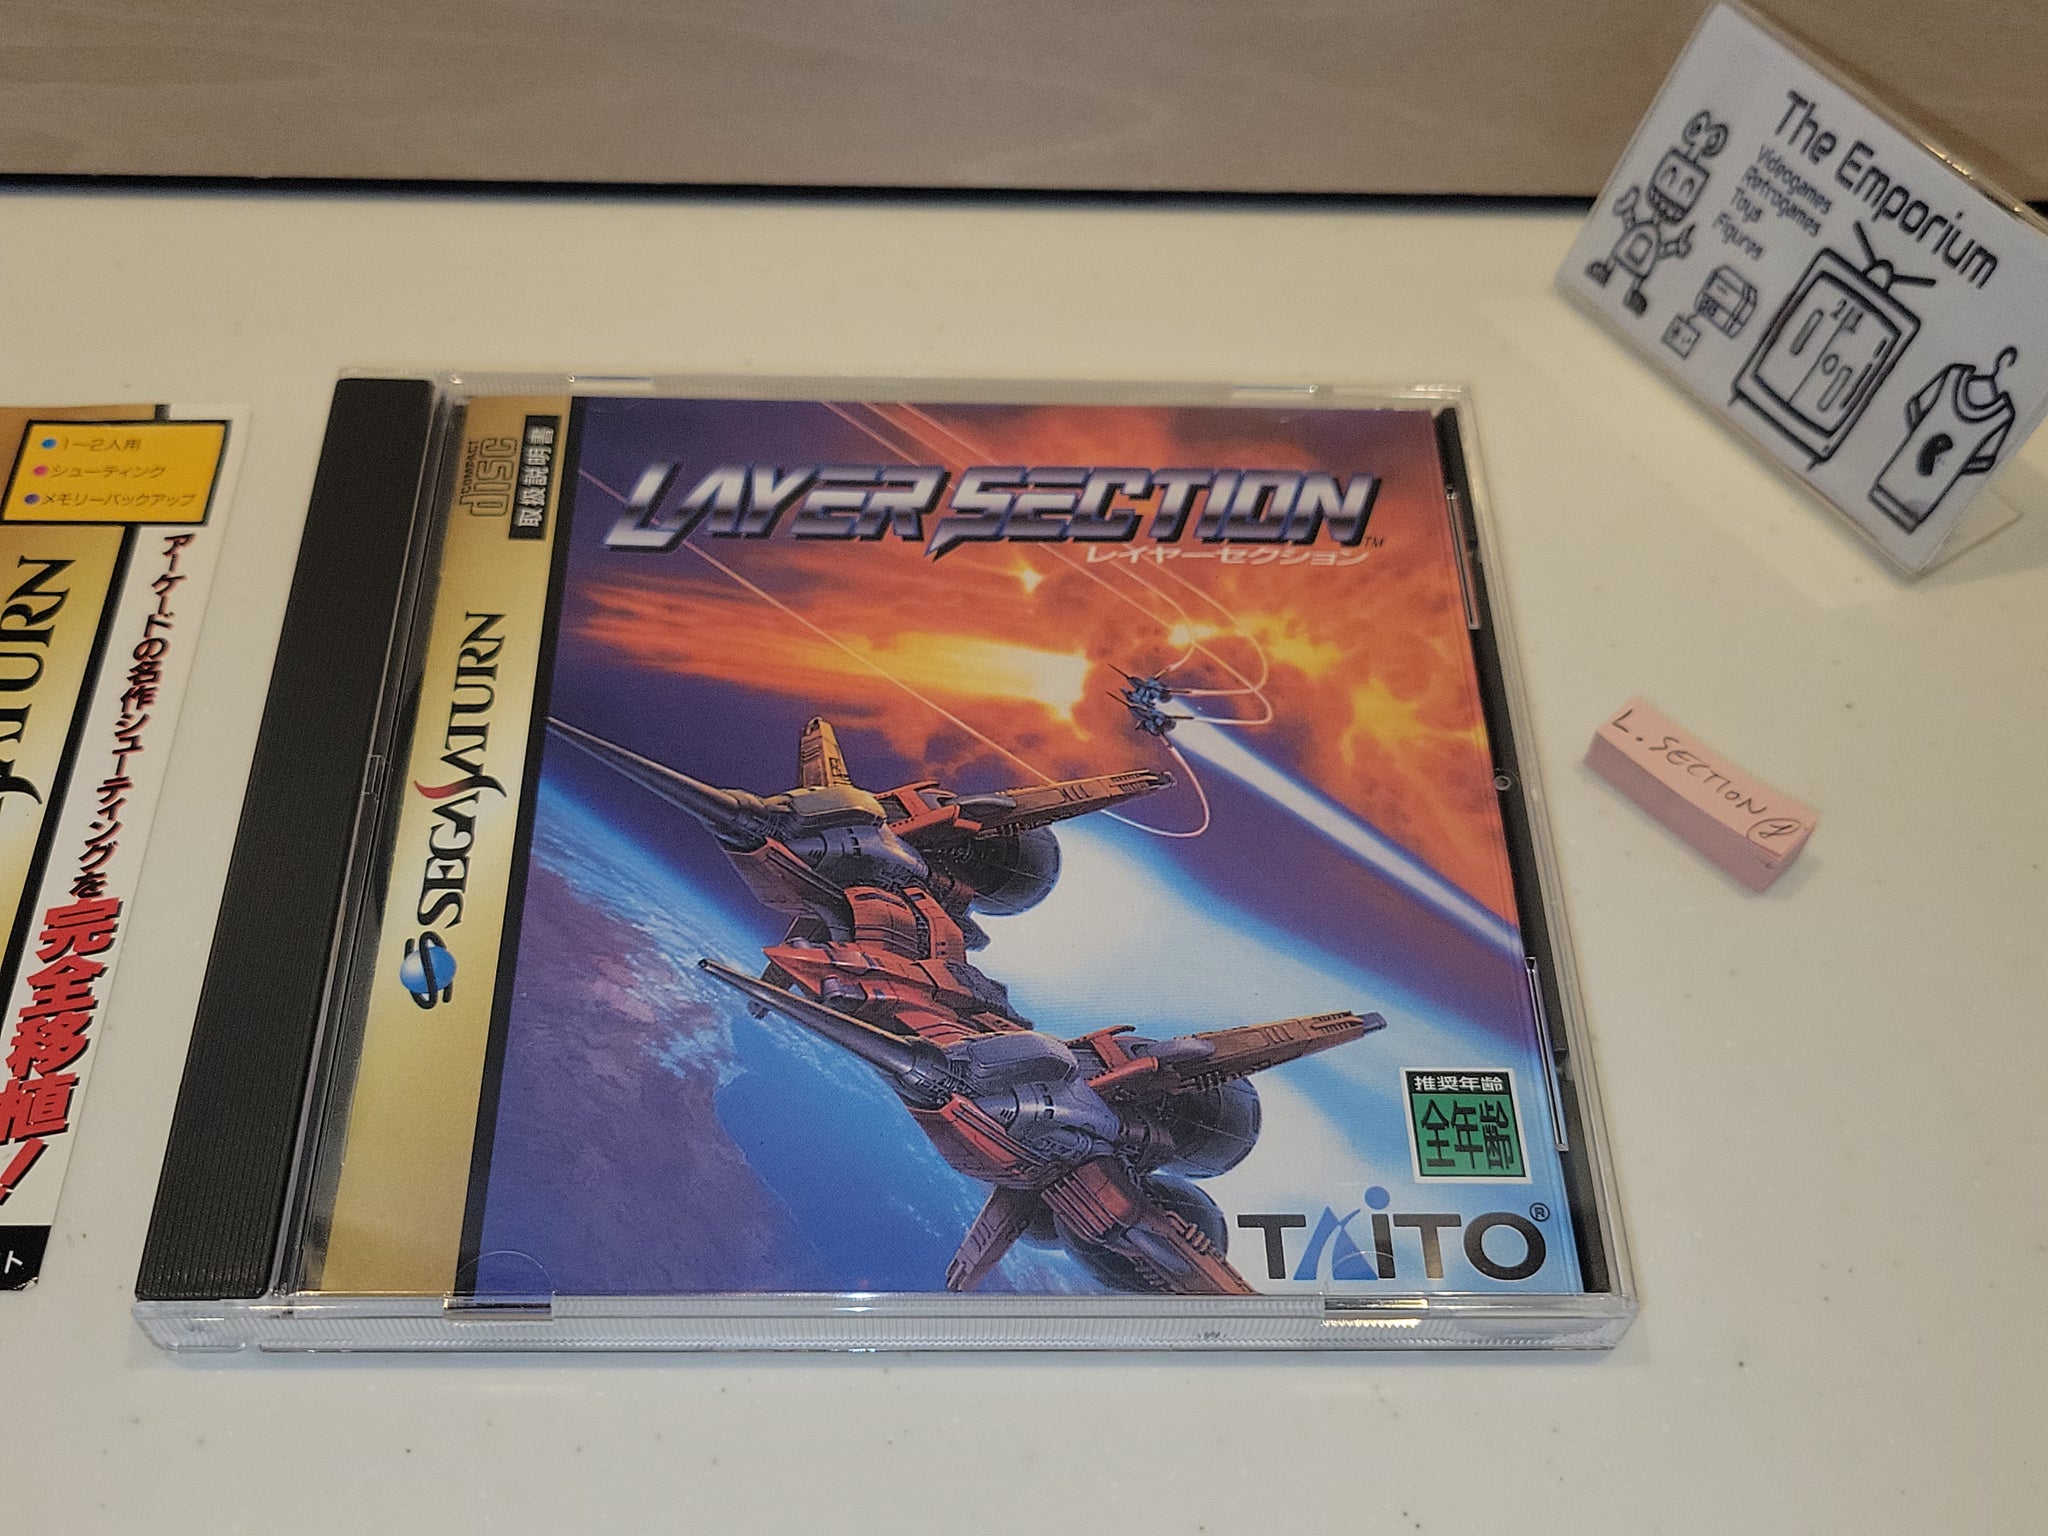 The Emporium
Videogames
Retrogames
Toys
Figures
1~2人用
シューティング
メモリーバックアップ
アーケードの名作シューティングを
完全移植!
SATURN
ト
COMPACT
disc
取扱説明書
SEGA SATURN
LAYER SECTION™
レイヤーセクション
推奨年齢
全年齢
TAITO®
L. SECTION